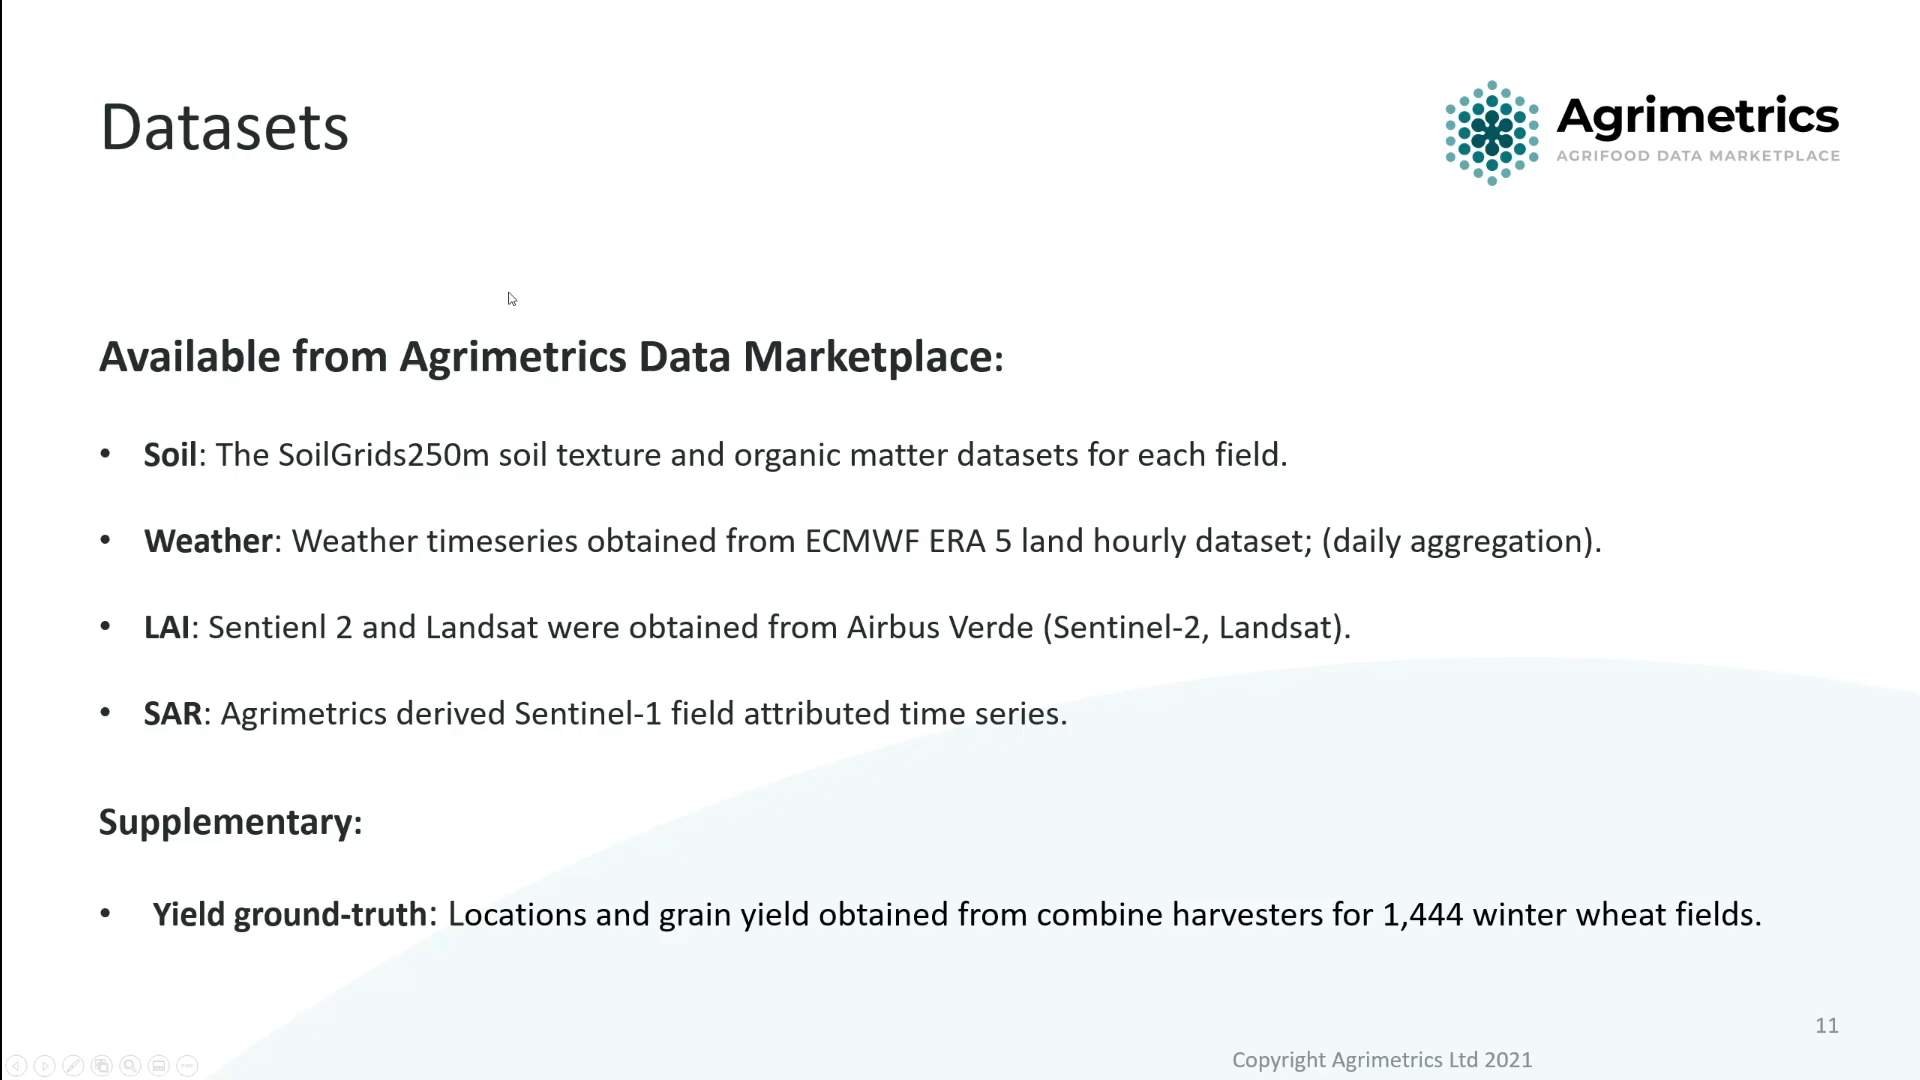 Datasets
Agrimetrics
AGRIFOOD DATA MARKETPLACE
Available from Agrimetrics Data Marketplace:
• Soil: The SoilGrids250m soil texture and organic matter datasets for each field.
• Weather: Weather timeseries obtained from ECMWF ERA 5 land hourly dataset; (daily aggregation).
• LAI: Sentienl 2 and Landsat were obtained from Airbus Verde (Sentinel-2, Landsat).
• SAR: Agrimetrics derived Sentinel-1 field attributed time series.
Supplementary:
• Yield ground-truth: Locations and grain yield obtained from combine harvesters for 1,444 winter wheat fields.
11
Copyright Agrimetrics Ltd 2021